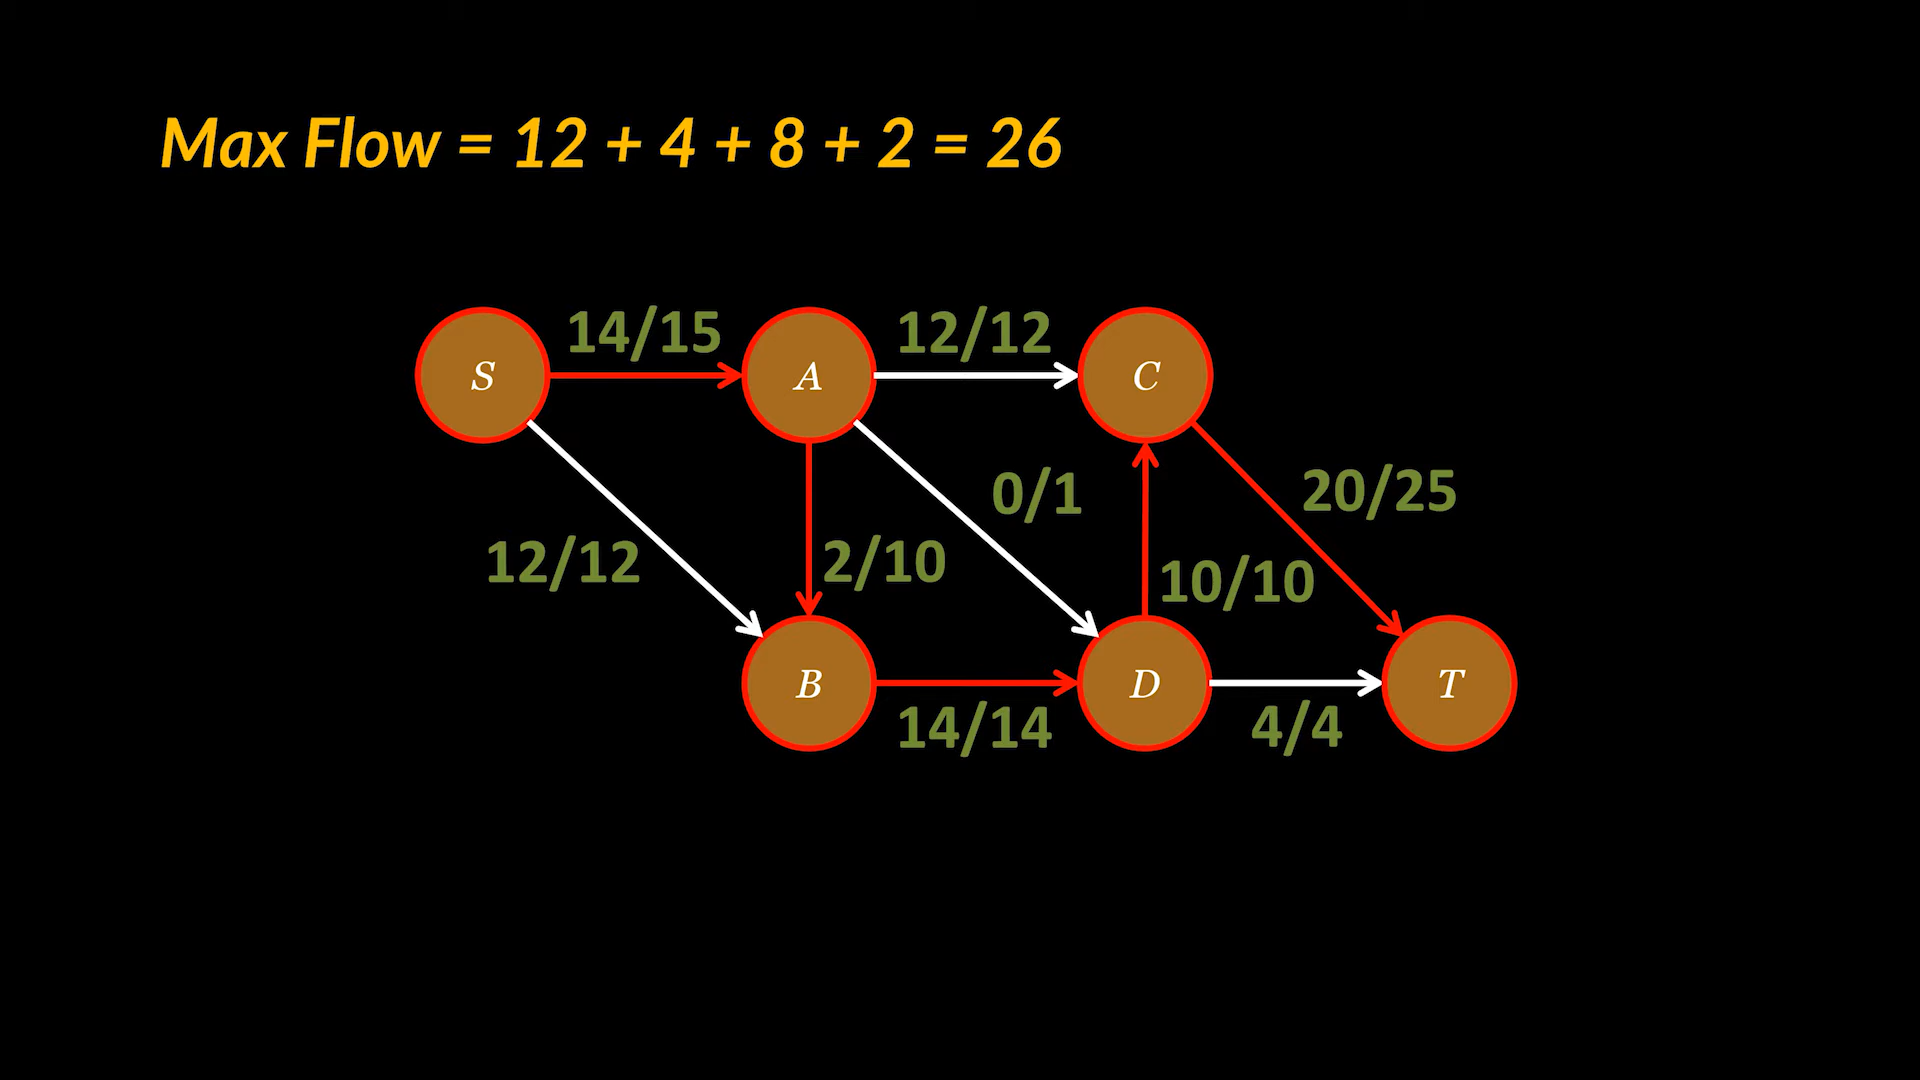 Max Flow = 12 + 4 + 8 + 2 = 26
14/15
12/12
S
A
C
0/1
20/25
12/12
2/10
10/10
B
D
T
14/14
4/4